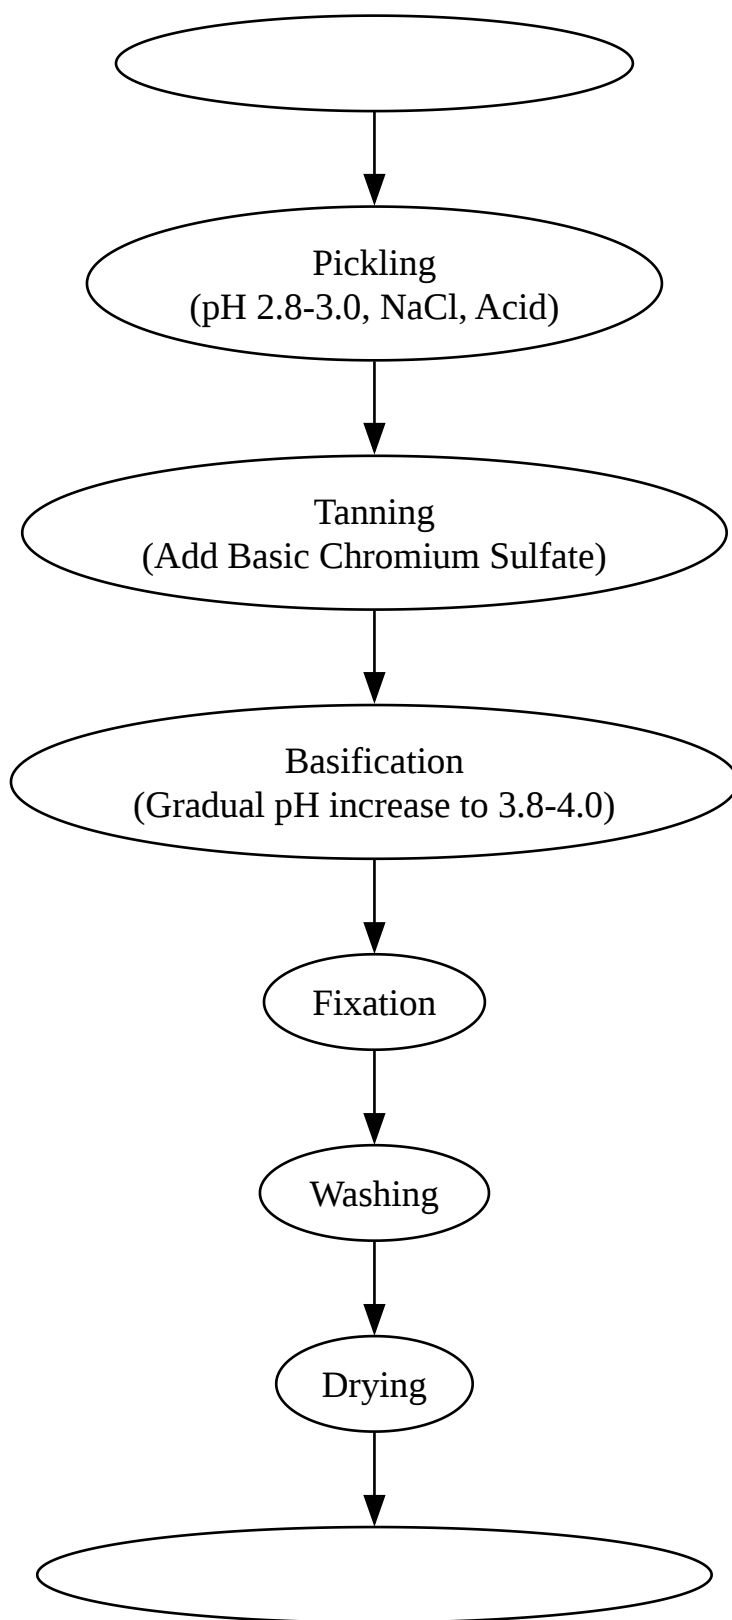 Pickling
(pH 2.8-3.0, NaCl, Acid)
Tanning
(Add Basic Chromium Sulfate)
Basification
(Gradual pH increase to 3.8-4.0)
Fixation
Washing
Drying